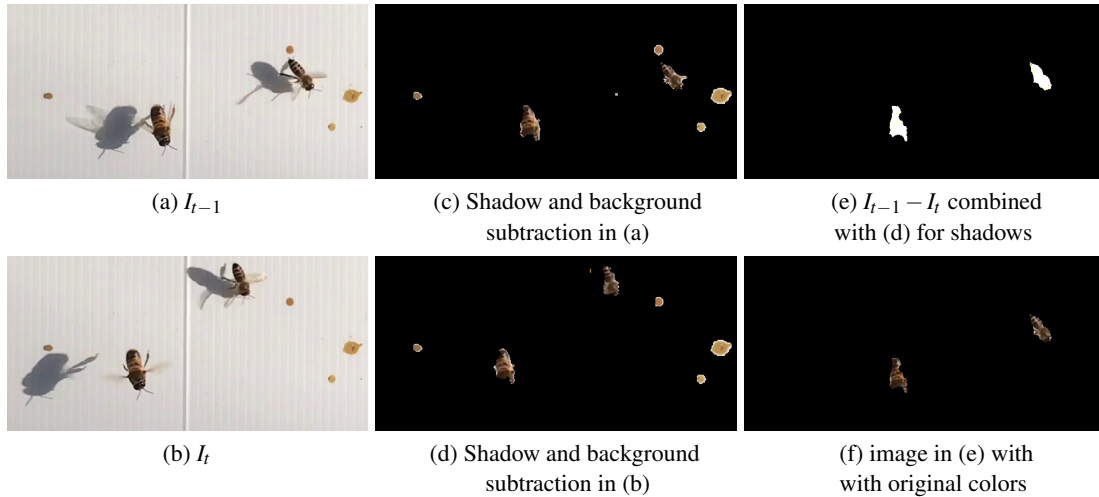 (a) I_{t−1}
(c) Shadow and background
subtraction in (a)
(e) I_{t−1} − I_t combined
with (d) for shadows
(b) I_t
(d) Shadow and background
subtraction in (b)
(f) image in (e) with
with original colors